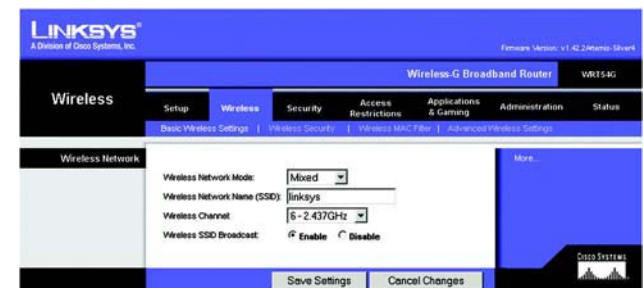 LINKSYS®
A Division of Cisco Systems, Inc.
Firmware Version: v1.42.2
Wireless-G Broadband Router WRT54G
Wireless
Setup Wireless Security Access Restrictions Applications & Gaming Administration Status
Basic Wireless Settings | Wireless Security | Wireless MAC Filter | Advanced Wireless Settings
Wireless Network
More...
Wireless Network Mode: Mixed
Wireless Network Name (SSID): linksys
Wireless Channel: 6 - 2.437GHz
Wireless SSID Broadcast: Enable Disable
CISCO SYSTEMS
Save Settings Cancel Changes